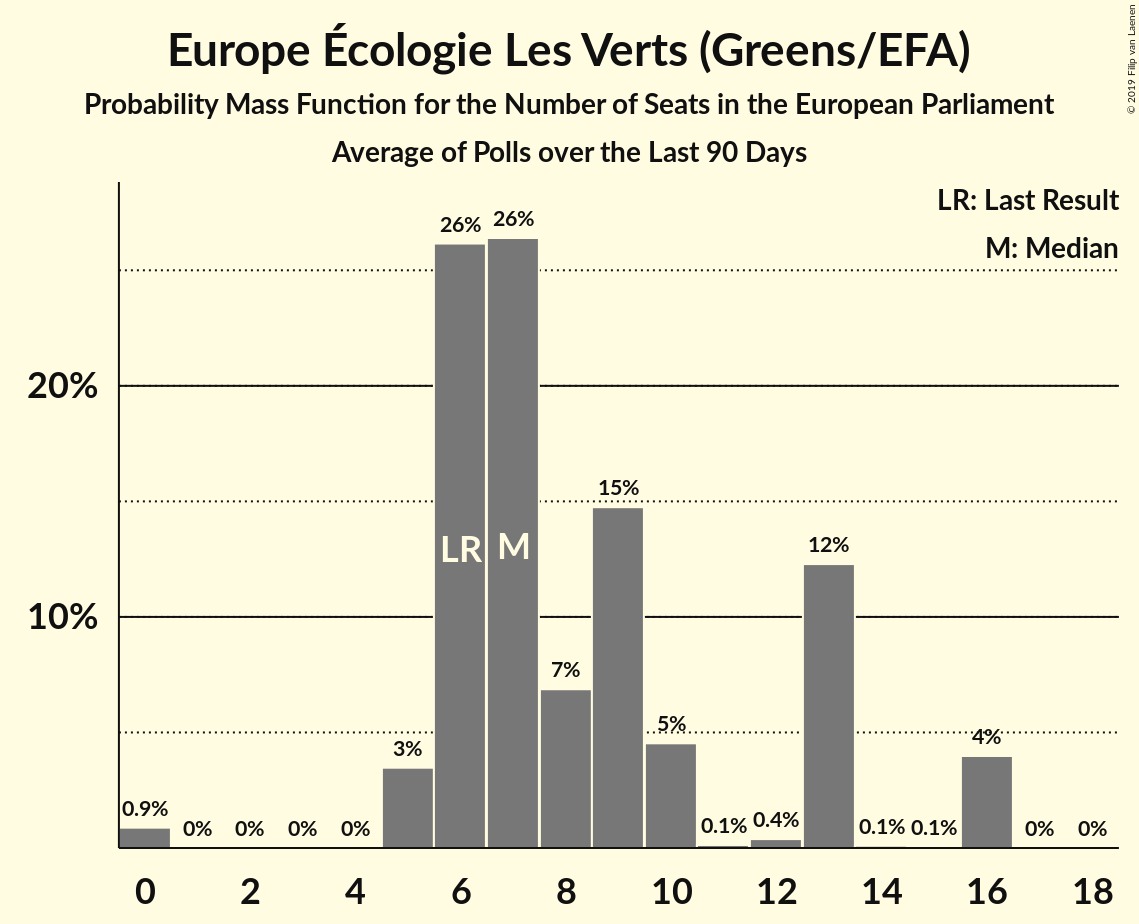 Europe Écologie Les Verts (Greens/EFA)
Probability Mass Function for the Number of Seats in the European Parliament
Average of Polls over the Last 90 Days
© 2019 Filip van Laenen
LR: Last Result
M: Median
26% 26%
20%
15%
LR M
12%
10%
7%
5%
4%
3%
0.9% 0% 0% 0% 0% 0.1% 0.4% 0.1% 0.1% 0% 0%
0 2 4 6 8 10 12 14 16 18